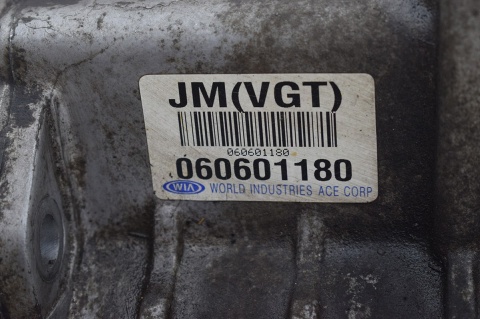 JM(VGT)
060601180
060601180
WIA WORLD INDUSTRIES ACE CORP